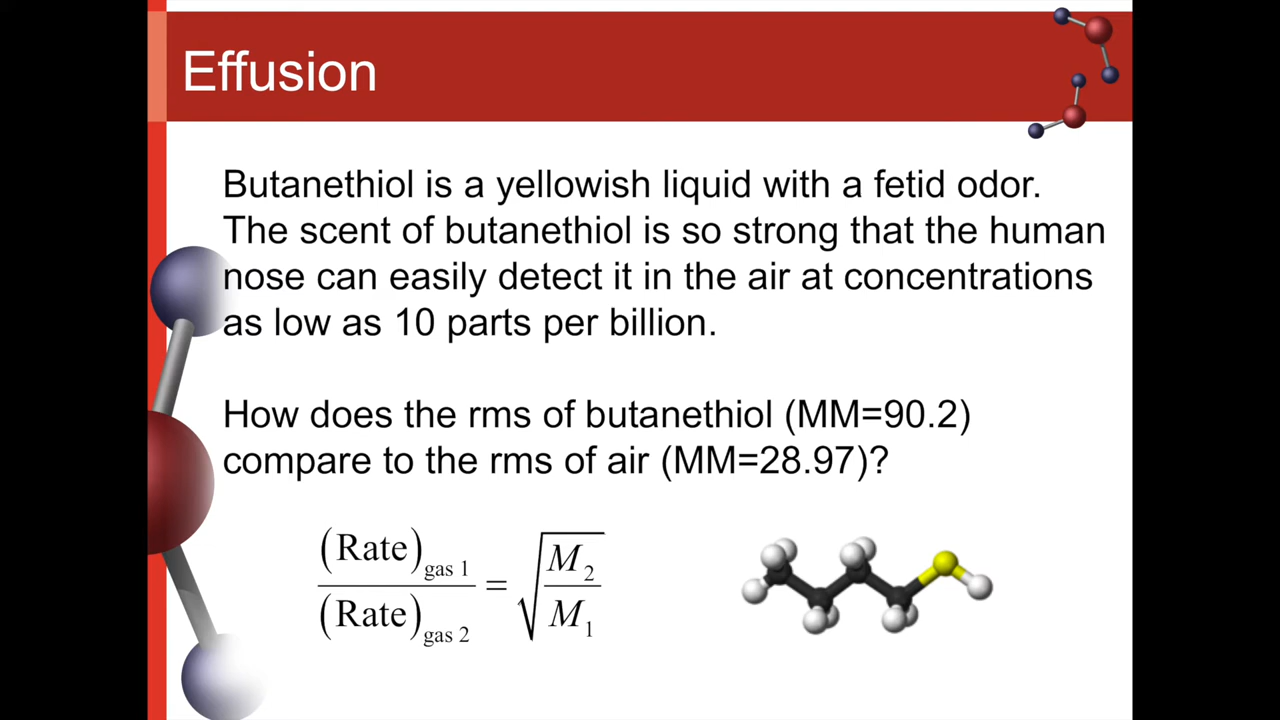 Effusion
Butanethiol is a yellowish liquid with a fetid odor.
The scent of butanethiol is so strong that the human
nose can easily detect it in the air at concentrations
as low as 10 parts per billion.
How does the rms of butanethiol (MM=90.2)
compare to the rms of air (MM=28.97)?
(Rate)gas 1 / (Rate)gas 2 = √(M2 / M1)